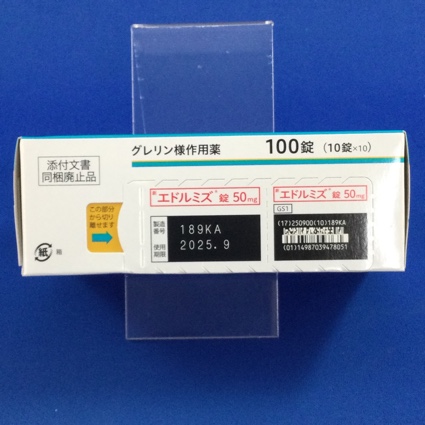 グレリン様作用薬
100錠 (10錠×10)
添付文書
同梱廃止品
この部分
から切り
離せます
紙
箱
※エドルミズ®錠 50mg
製造
番号
189KA
2025.9
使用
期限
※エドルミズ®錠 50mg
GS1
(17)250900(10)189KA
(01)14987039478051